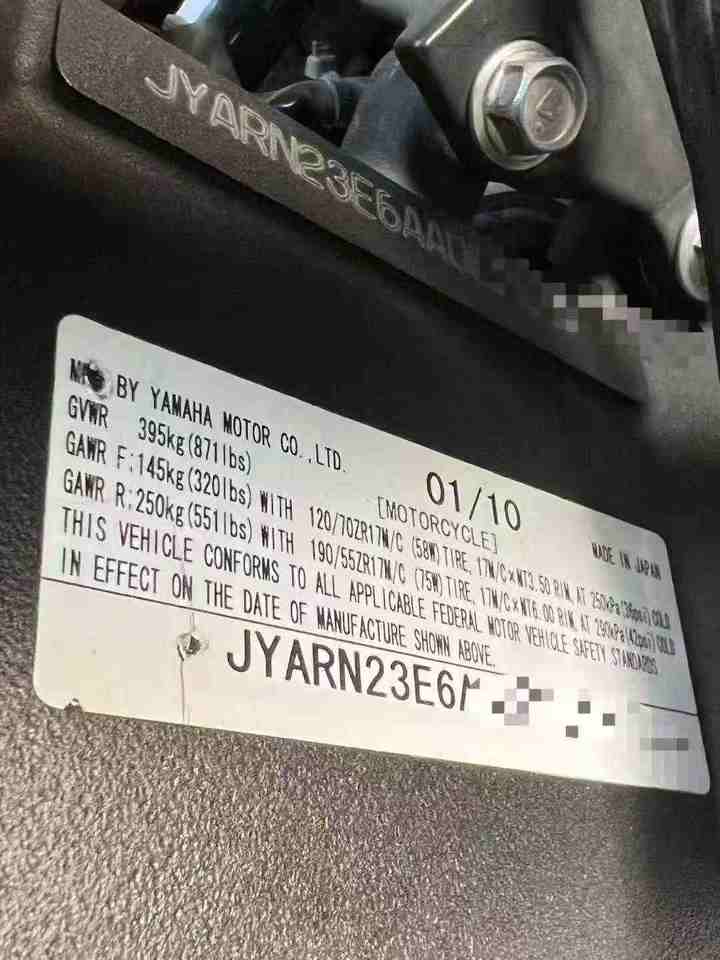 JYARN23E6AA0
MFG BY YAMAHA MOTOR CO.,LTD.
01/10
MADE IN JAPAN
GVWR 395kg(871lbs)
[MOTORCYCLE]
GAWR F:145kg(320lbs) WITH 120/70ZR17M/C (58W)TIRE, 17M/C×MT3.50 RIM, AT 250kPa(36psi) COLD
GAWR R:250kg(551lbs) WITH 190/55ZR17M/C (75W)TIRE, 17M/C×MT6.00 RIM, AT 290kPa(42psi) COLD
THIS VEHICLE CONFORMS TO ALL APPLICABLE FEDERAL MOTOR VEHICLE SAFETY STANDARDS
IN EFFECT ON THE DATE OF MANUFACTURE SHOWN ABOVE.
JYARN23E6A